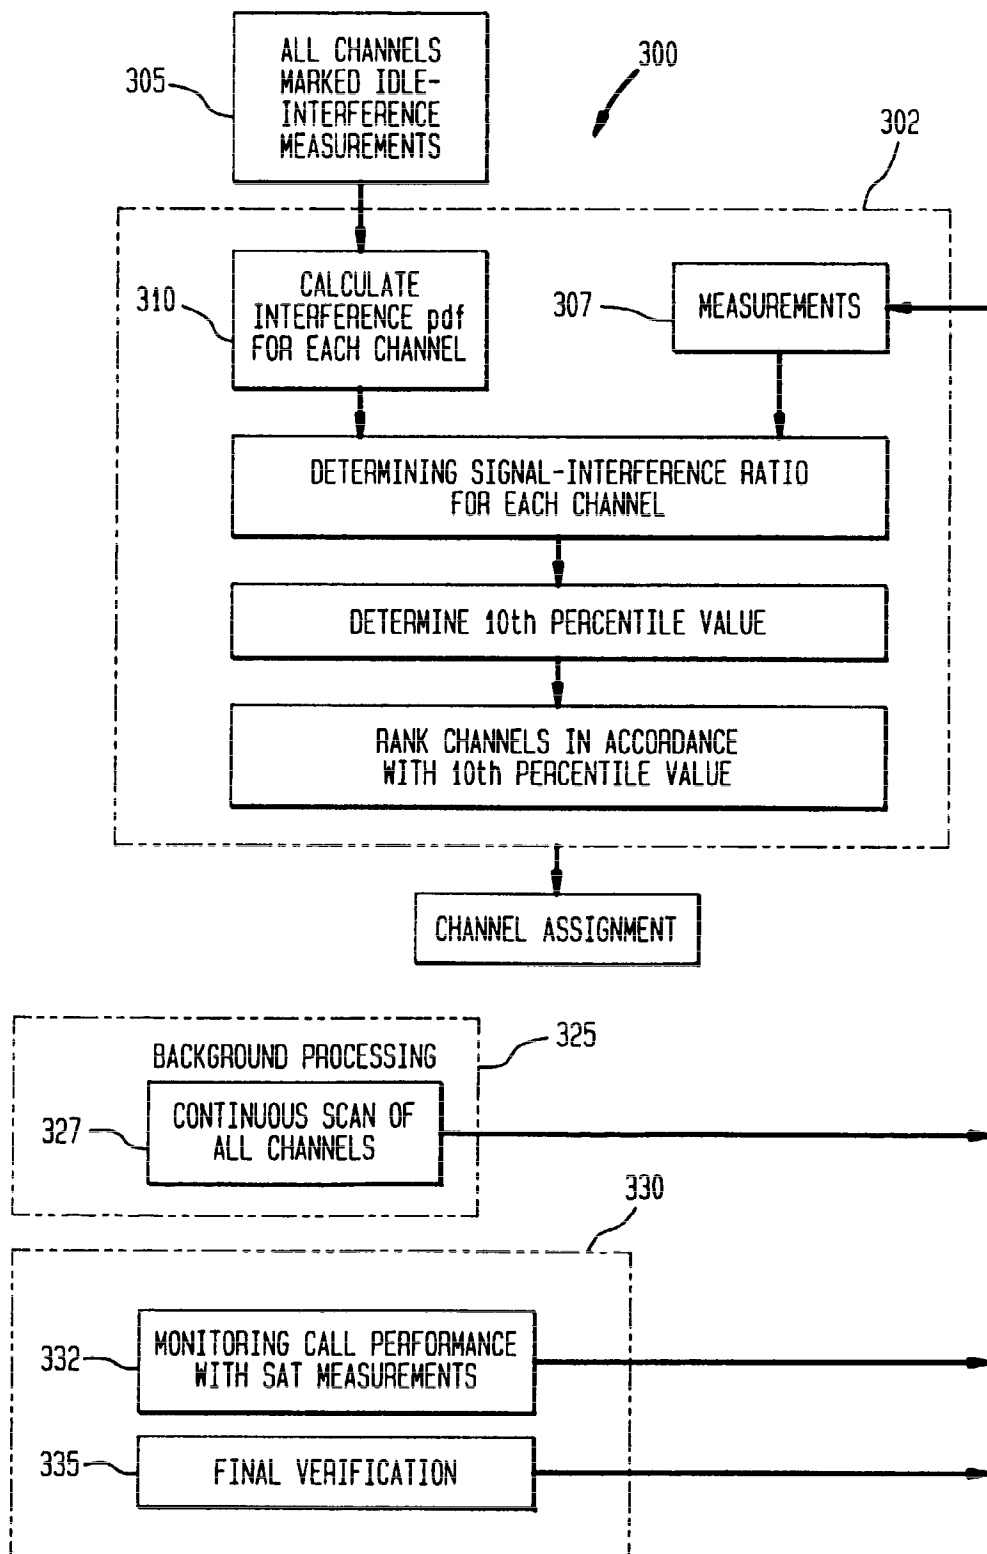 ALL CHANNELS
MARKED IDLE-
INTERFERENCE
MEASUREMENTS
305
300
302
CALCULATE
INTERFERENCE pdf
FOR EACH CHANNEL
310
MEASUREMENTS
307
DETERMINING SIGNAL-INTERFERENCE RATIO
FOR EACH CHANNEL
DETERMINE 10th PERCENTILE VALUE
RANK CHANNELS IN ACCORDANCE
WITH 10th PERCENTILE VALUE
CHANNEL ASSIGNMENT
325
BACKGROUND PROCESSING
327
CONTINUOUS SCAN OF
ALL CHANNELS
330
332
MONITORING CALL PERFORMANCE
WITH SAT MEASUREMENTS
335
FINAL VERIFICATION